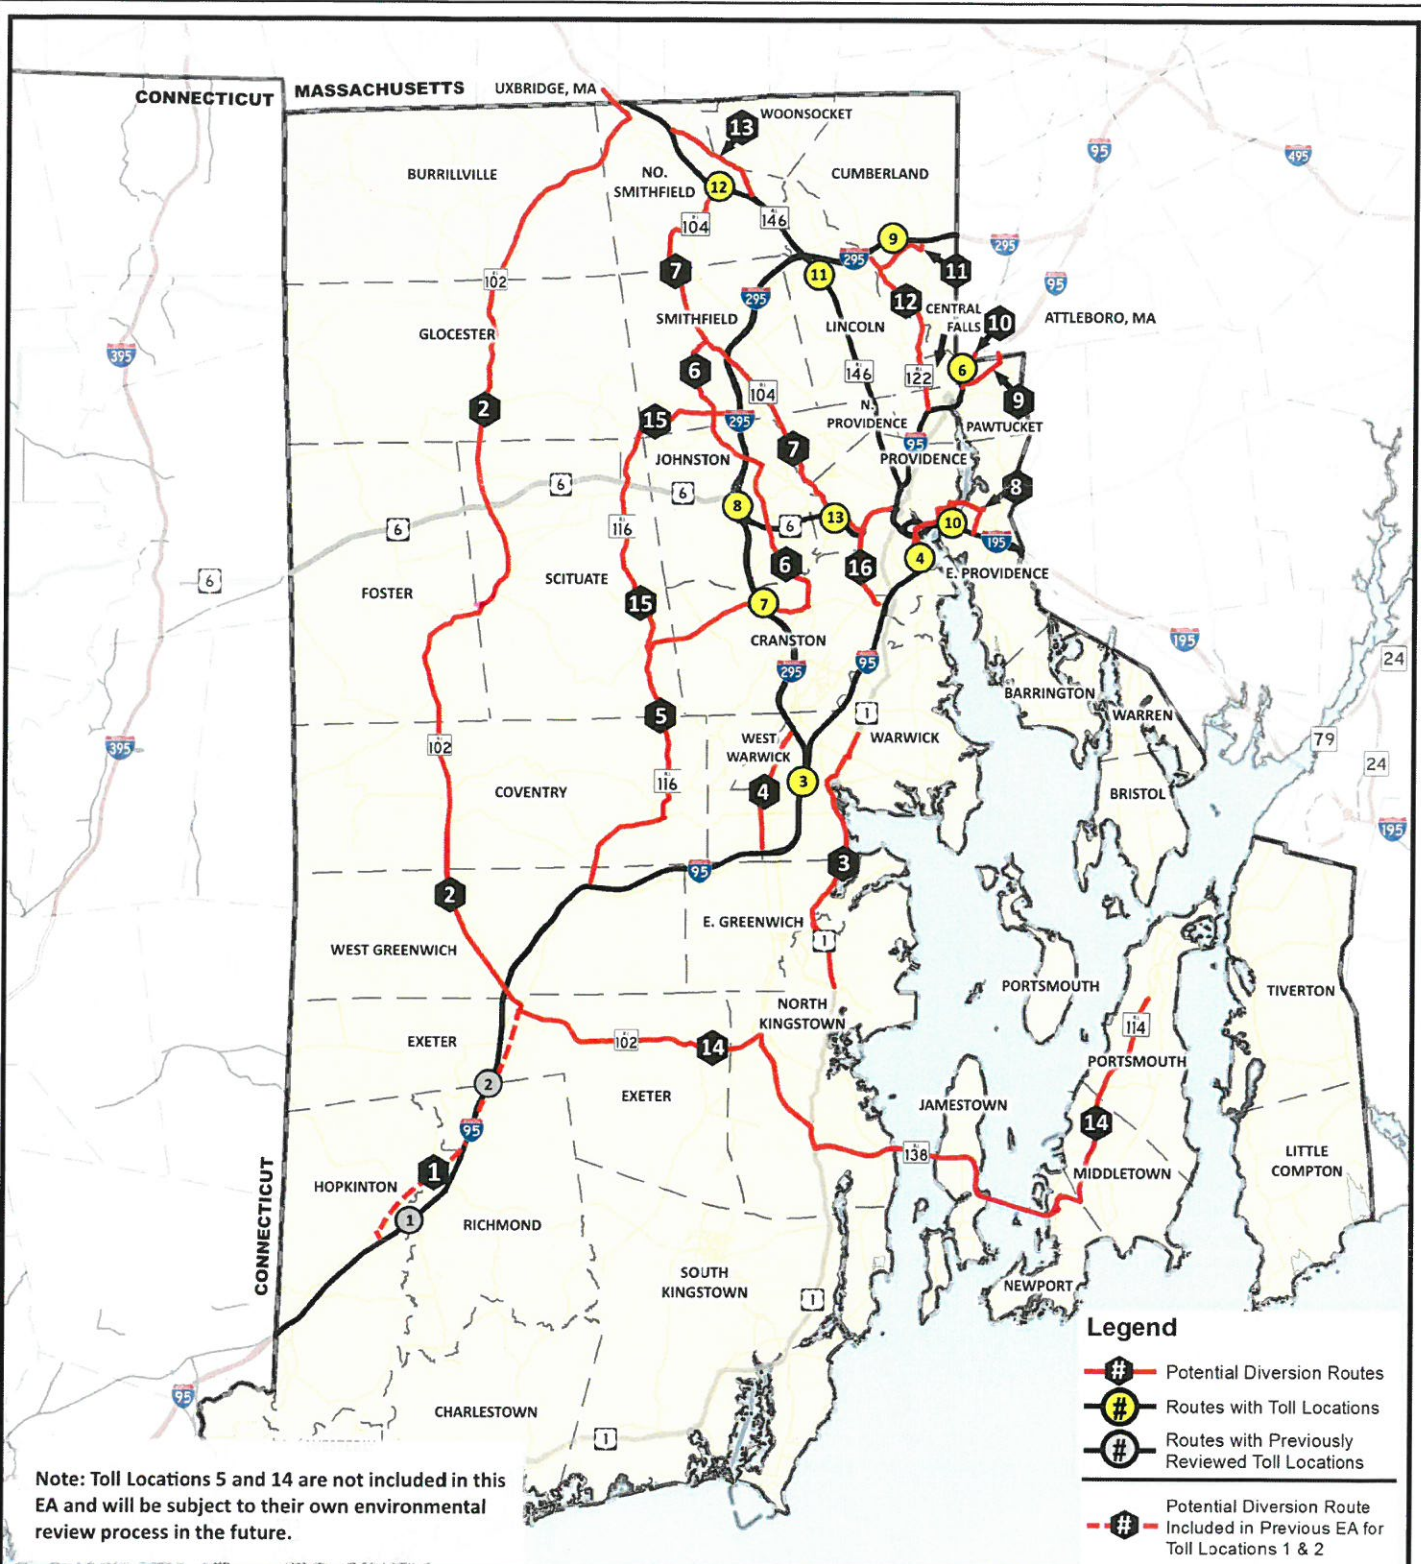 CONNECTICUT
MASSACHUSETTS
UXBRIDGE, MA
13
WOONSOCKET
95
495
BURRILLVILLE
NO.
SMITHFIELD
12
CUMBERLAND
104
146
9
295
295
11
7
11
102
295
12
95
SMITHFIELD
LINCOLN
CENTRAL
FALLS
10
ATTLEBORO, MA
GLOCESTER
395
6
146
122
6
104
9
2
15
295
N.
PROVIDENCE
PAWTUCKET
95
7
JOHNSTON
PROVIDENCE
6
6
8
8
13
10
6
116
6
195
4
6
6
16
E. PROVIDENCE
SCITUATE
FOSTER
15
7
CRANSTON
195
95
24
295
BARRINGTON
5
1
WARREN
102
395
WEST
WARWICK
WARWICK
79
24
116
3
4
COVENTRY
BRISTOL
195
3
95
2
E. GREENWICH
1
WEST GREENWICH
PORTSMOUTH
TIVERTON
NORTH
KINGSTOWN
114
EXETER
102
14
PORTSMOUTH
2
EXETER
JAMESTOWN
14
95
138
1
MIDDLETOWN
LITTLE
COMPTON
HOPKINTON
1
RICHMOND
CONNECTICUT
SOUTH
KINGSTOWN
NEWPORT
1
95
CHARLESTOWN
1
Legend
# Potential Diversion Routes
# Routes with Toll Locations
# Routes with Previously
Reviewed Toll Locations
# Potential Diversion Route
Included in Previous EA for
Toll Locations 1 & 2
Note: Toll Locations 5 and 14 are not included in this
EA and will be subject to their own environmental
review process in the future.